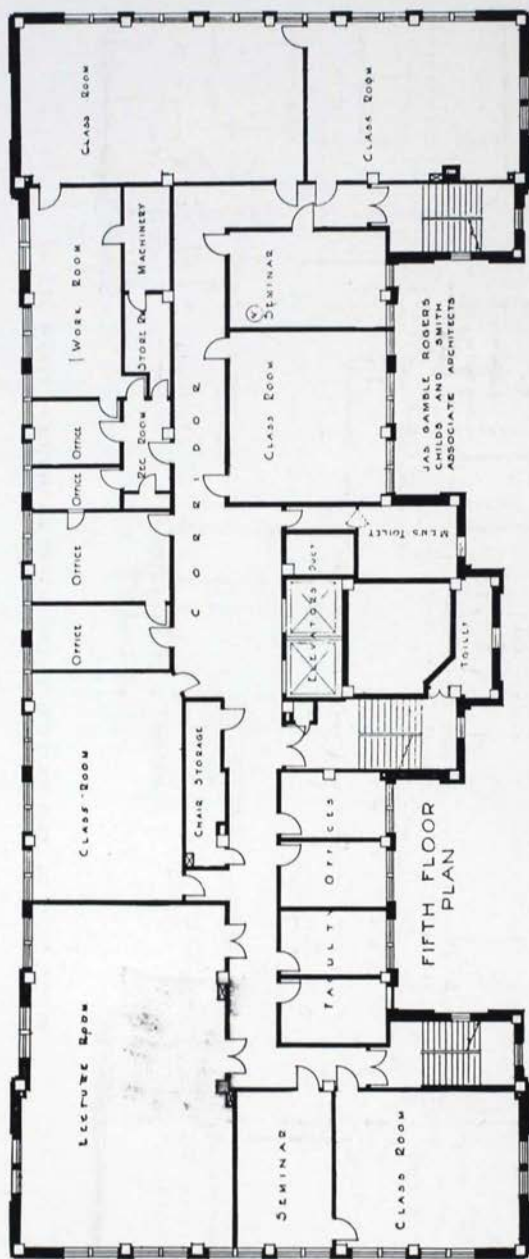 CLASS ROOM
CLASS ROOM
WORK ROOM
MACHINERY
STORE RM
SEMINAR
CLASS ROOM
OFFICE
REC. ROOM
OFFICE
OFFICE
OFFICE
CORRIDOR
MEN'S TOILET
DUCT
ELEVATORS
TOILET
CLASS ROOM
CHAIR STORAGE
FACULTY OFFICES
LECTURE ROOM
SEMINAR
CLASS ROOM
JAS GAMBLE ROGERS
CHILDS AND SMITH
ASSOCIATE ARCHITECTS
FIFTH FLOOR
PLAN